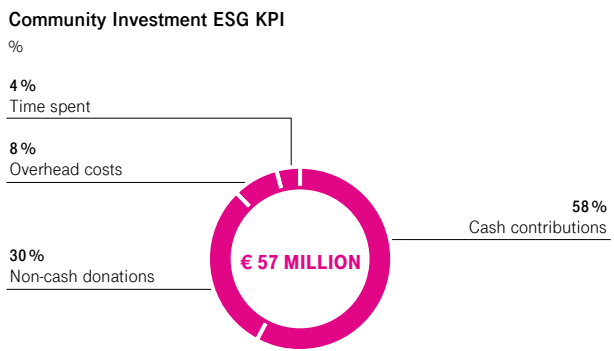 Community Investment ESG KPI
%
4 %
Time spent
8 %
Overhead costs
58 %
Cash contributions
30 %
Non-cash donations
€ 57 MILLION